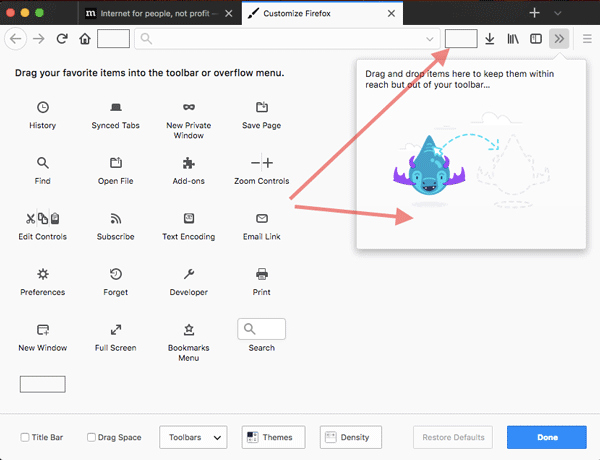 Internet for people, not profit —
Customize Firefox
Drag your favorite items into the toolbar or overflow menu.
Drag and drop items here to keep them within
reach but out of your toolbar...
History
Synced Tabs
New Private
Window
Save Page
Find
Open File
Add-ons
Zoom Controls
Edit Controls
Subscribe
Text Encoding
Email Link
Preferences
Forget
Developer
Print
New Window
Full Screen
Bookmarks
Menu
Search
Title Bar
Drag Space
Toolbars
Themes
Density
Restore Defaults
Done